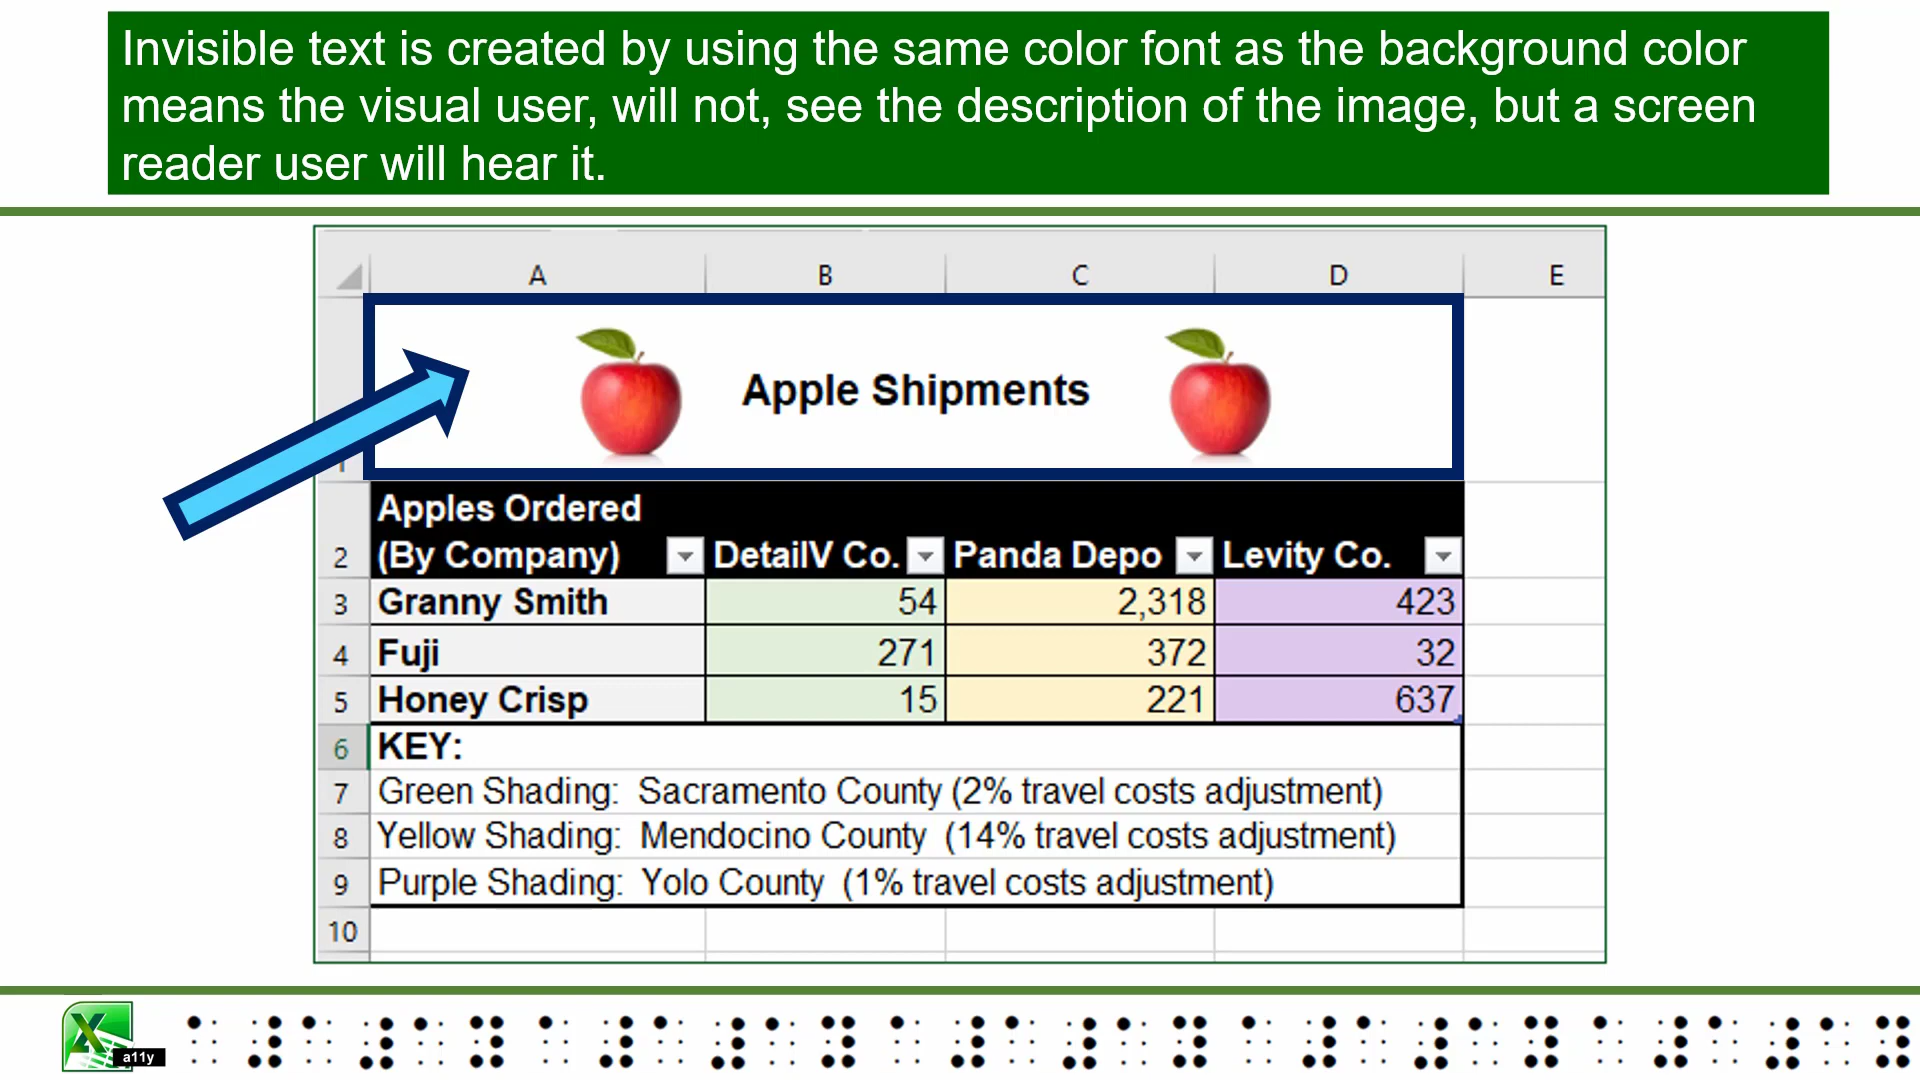 Invisible text is created by using the same color font as the background color
means the visual user, will not, see the description of the image, but a screen
reader user will hear it.
A B C D E
Apple Shipments
1
Apples Ordered
2 (By Company) DetailV Co. Panda Depo Levity Co.
3 Granny Smith 54 2,318 423
4 Fuji 271 372 32
5 Honey Crisp 15 221 637
6 KEY:
7 Green Shading: Sacramento County (2% travel costs adjustment)
8 Yellow Shading: Mendocino County (14% travel costs adjustment)
9 Purple Shading: Yolo County (1% travel costs adjustment)
10
X a11y